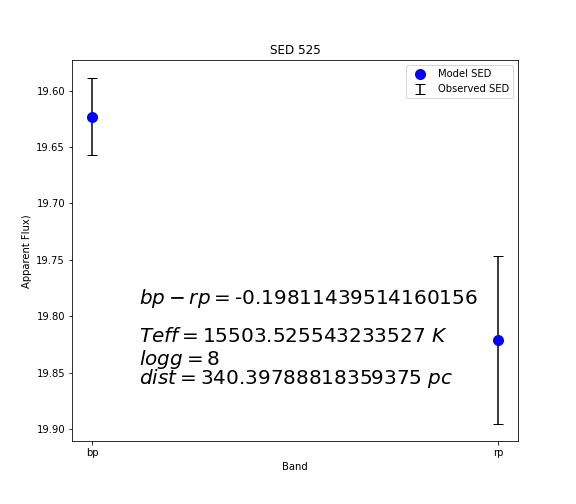 SED 525
Model SED
Observed SED
19.60
19.65
19.70
19.75
19.80
19.85
19.90
Apparent Flux)
bp − rp = -0.19811439514160156
Teff = 15503.525543233527 K
logg = 8
dist = 340.39788818359375 pc
bp
rp
Band